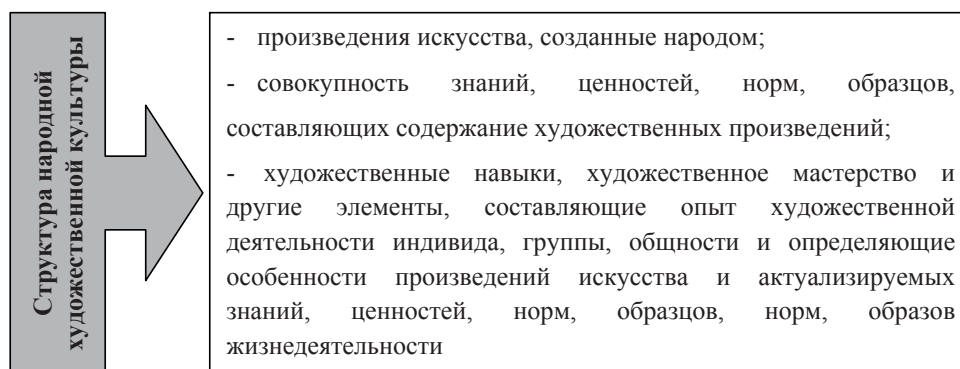 Структура народной
художественной культуры
- произведения искусства, созданные народом;
- совокупность знаний, ценностей, норм, образцов,
составляющих содержание художественных произведений;
- художественные навыки, художественное мастерство и
другие элементы, составляющие опыт художественной
деятельности индивида, группы, общности и определяющие
особенности произведений искусства и актуализируемых
знаний, ценностей, норм, образцов, норм, образов
жизнедеятельности